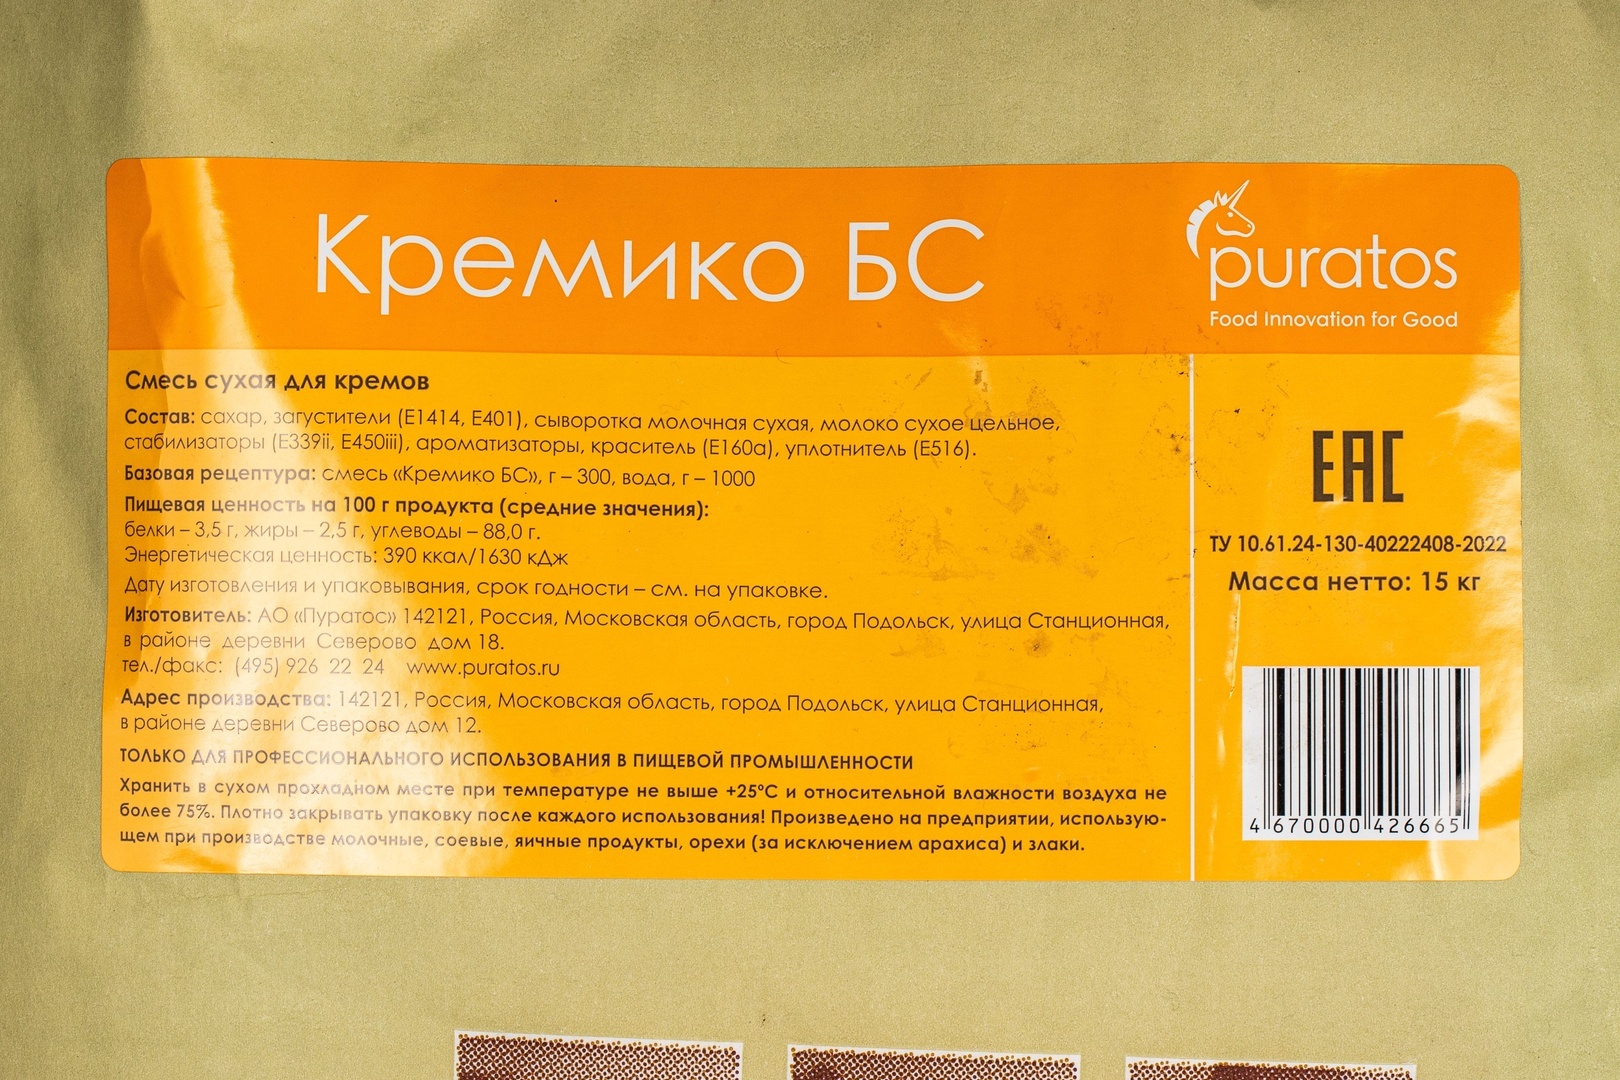 Кремико БС
puratos
Food Innovation for Good
Смесь сухая для кремов
Состав: сахар, загустители (Е1414, Е401), сыворотка молочная сухая, молоко сухое цельное,
стабилизаторы (Е339ii, Е450iii), ароматизаторы, краситель (Е160а), уплотнитель (Е516).
Базовая рецептура: смесь «Кремико БС», г – 300, вода, г – 1000
Пищевая ценность на 100 г продукта (средние значения):
белки – 3,5 г, жиры – 2,5 г, углеводы – 88,0 г.
Энергетическая ценность: 390 ккал/1630 кДж
Дату изготовления и упаковывания, срок годности – см. на упаковке.
Изготовитель: АО «Пуратос» 142121, Россия, Московская область, город Подольск, улица Станционная,
в районе деревни Северово дом 18.
тел./факс: (495) 926 22 24 www.puratos.ru
Адрес производства: 142121, Россия, Московская область, город Подольск, улица Станционная,
в районе деревни Северово дом 12.
ТОЛЬКО ДЛЯ ПРОФЕССИОНАЛЬНОГО ИСПОЛЬЗОВАНИЯ В ПИЩЕВОЙ ПРОМЫШЛЕННОСТИ
Хранить в сухом прохладном месте при температуре не выше +25°С и относительной влажности воздуха не
более 75%. Плотно закрывать упаковку после каждого использования! Произведено на предприятии, использую-
щем при производстве молочные, соевые, яичные продукты, орехи (за исключением арахиса) и злаки.
ЕАС
ТУ 10.61.24-130-40222408-2022
Масса нетто: 15 кг
4 670000 426665